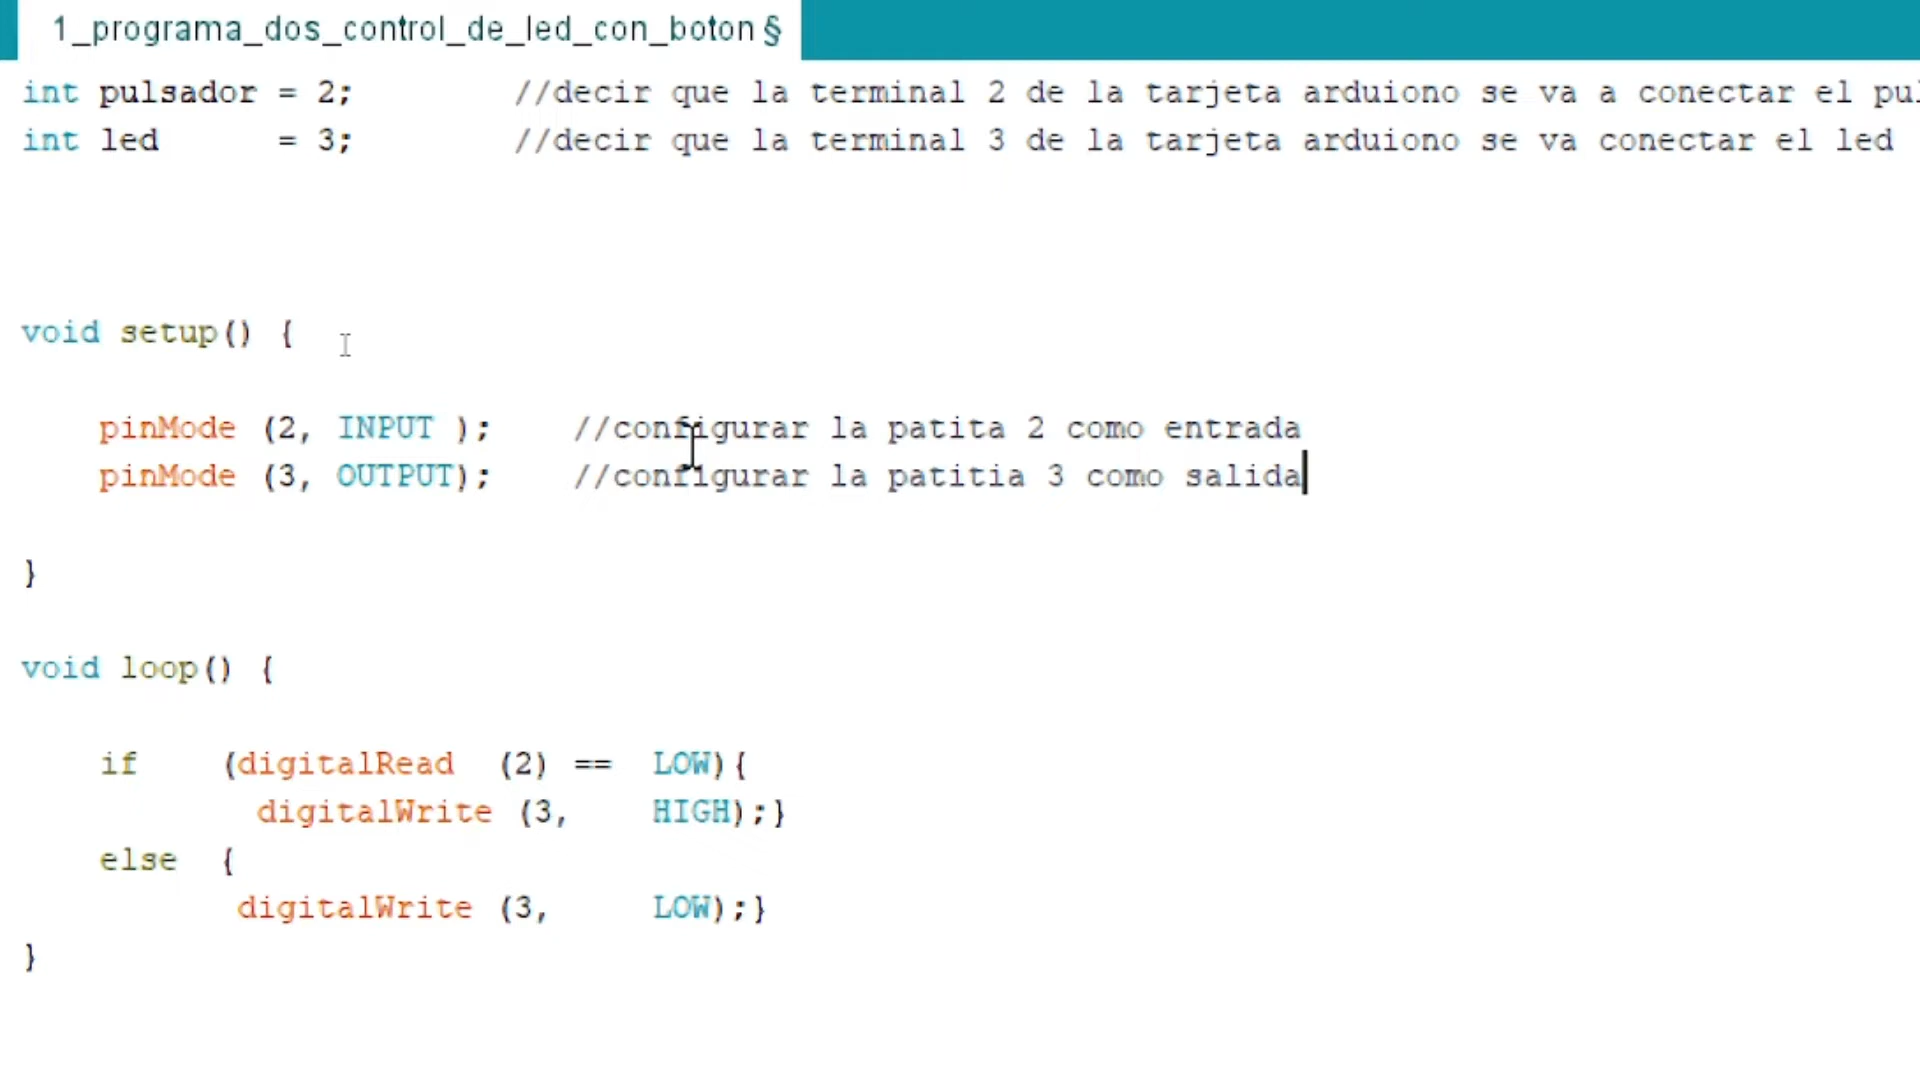 1_programa_dos_control_de_led_con_boton §
int pulsador = 2; //decir que la terminal 2 de la tarjeta arduiono se va a conectar el
int led = 3; //decir que la terminal 3 de la tarjeta arduiono se va conectar el led
void setup() {
pinMode (2, INPUT ); //configurar la patita 2 como entrada
pinMode (3, OUTPUT); //configurar la patitia 3 como salida
}
void loop() {
if (digitalRead (2) == LOW){
digitalWrite (3, HIGH);}
else {
digitalWrite (3, LOW);}
}